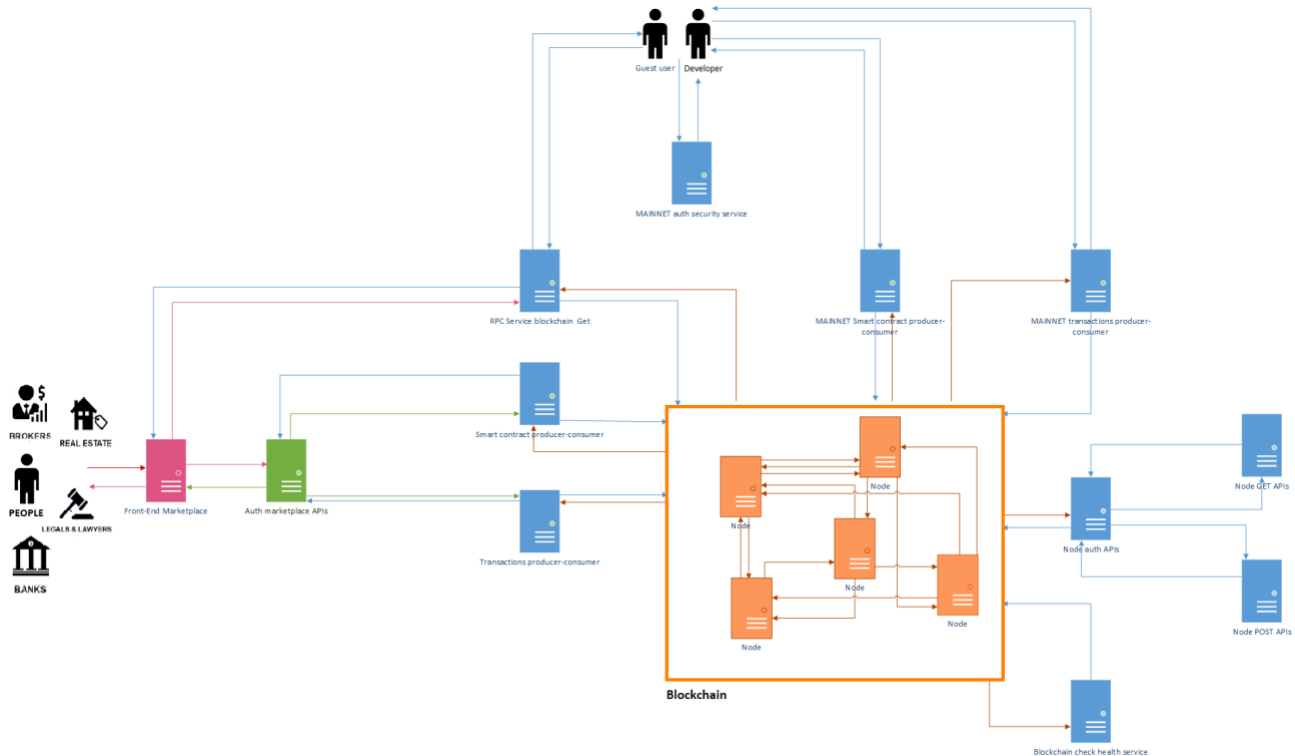 Guest user
Developer
MAINNET auth security service
RPC Service blockchain Get
MAINNET Smart contract producer-
consumer
MAINNET transactions producer-
consumer
$
BROKERS
REAL ESTATE
Smart contract producer-consumer
PEOPLE
LEGALS & LAWYERS
Front-End Marketplace
Auth marketplace APIs
BANKS
Transactions producer-consumer
Node
Node
Node
Node
Node
Blockchain
Node GET APIs
Node auth APIs
Node POST APIs
Blockchain check health service